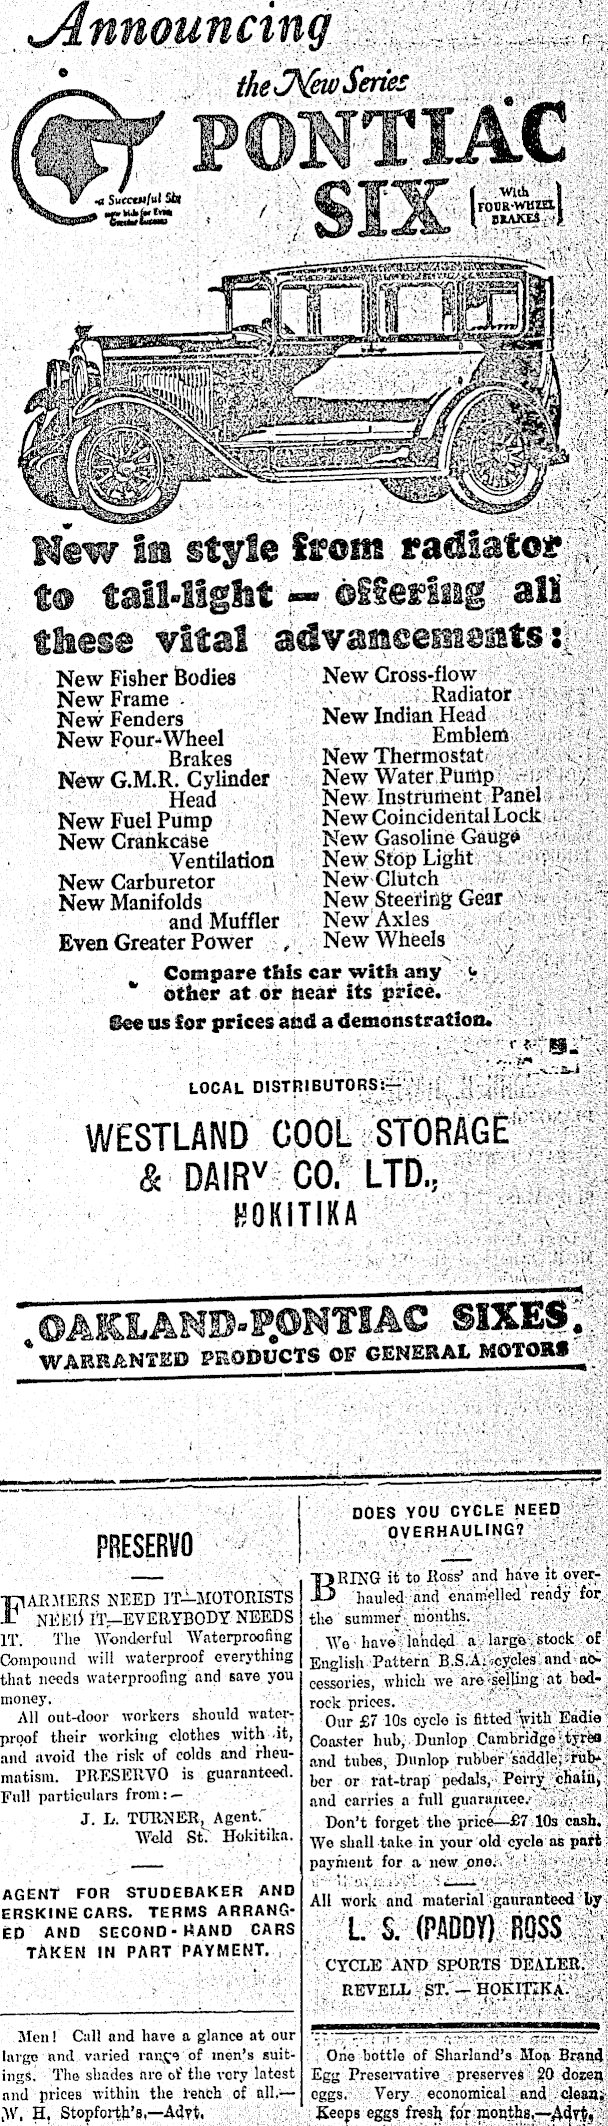 Announcing
the New Series
PONTIAC
SIX
With
FOUR-WHEEL
BRAKES
a Successful Six
now bids for Even
Greater Success
New in style from radiator
to tail-light — offering all
these vital advancements:
New Fisher Bodies
New Frame
New Fenders
New Four-Wheel
Brakes
New G.M.R. Cylinder
Head
New Fuel Pump
New Crankcase
Ventilation
New Carburetor
New Manifolds
and Muffler
Even Greater Power
New Cross-flow
Radiator
New Indian Head
Emblem
New Thermostat
New Water Pump
New Instrument Panel
New Coincidental Lock
New Gasoline Gauge
New Stop Light
New Clutch
New Steering Gear
New Axles
New Wheels
Compare this car with any
other at or near its price.
See us for prices and a demonstration.
LOCAL DISTRIBUTORS:—
WESTLAND COOL STORAGE
& DAIRY CO. LTD.,
HOKITIKA
OAKLAND-PONTIAC SIXES
WARRANTED PRODUCTS OF GENERAL MOTORS
PRESERVO
FARMERS NEED IT—MOTORISTS
NEED IT—EVERYBODY NEEDS
IT. The Wonderful Waterproofing
Compound will waterproof everything
that needs waterproofing and save you
money.
All out-door workers should water-
proof their working clothes with it,
and avoid the risk of colds and rheu-
matism. PRESERVO is guaranteed.
Full particulars from:—
J. L. TURNER, Agent.
Weld St. Hokitika.
AGENT FOR STUDEBAKER AND
ERSKINE CARS. TERMS ARRANG-
ED AND SECOND-HAND CARS
TAKEN IN PART PAYMENT.
Men! Call and have a glance at our
large and varied range of men's suit-
ings. The shades are of the very latest
and prices within the reach of all.—
W. H. Stopforth's.—Advt.
DOES YOU CYCLE NEED
OVERHAULING?
BRING it to Ross' and have it over-
hauled and enamelled ready for
the summer months.
We have landed a large stock of
English Pattern B.S.A. cycles and ac-
cessories, which we are selling at bed-
rock prices.
Our £7 10s cycle is fitted with Eadie
Coaster hub, Dunlop Cambridge tyres
and tubes, Dunlop rubber saddle, rub-
ber or rat-trap pedals, Perry chain,
and carries a full guarantee.
Don't forget the price—£7 10s cash.
We shall take in your old cycle as part
payment for a new one.
All work and material gauranteed by
L. S. (PADDY) ROSS
CYCLE AND SPORTS DEALER.
REVELL ST. — HOKITIKA.
One bottle of Sharland's Moa Brand
Egg Preservative preserves 20 dozen
eggs. Very economical and clean.
Keeps eggs fresh for months.—Advt.